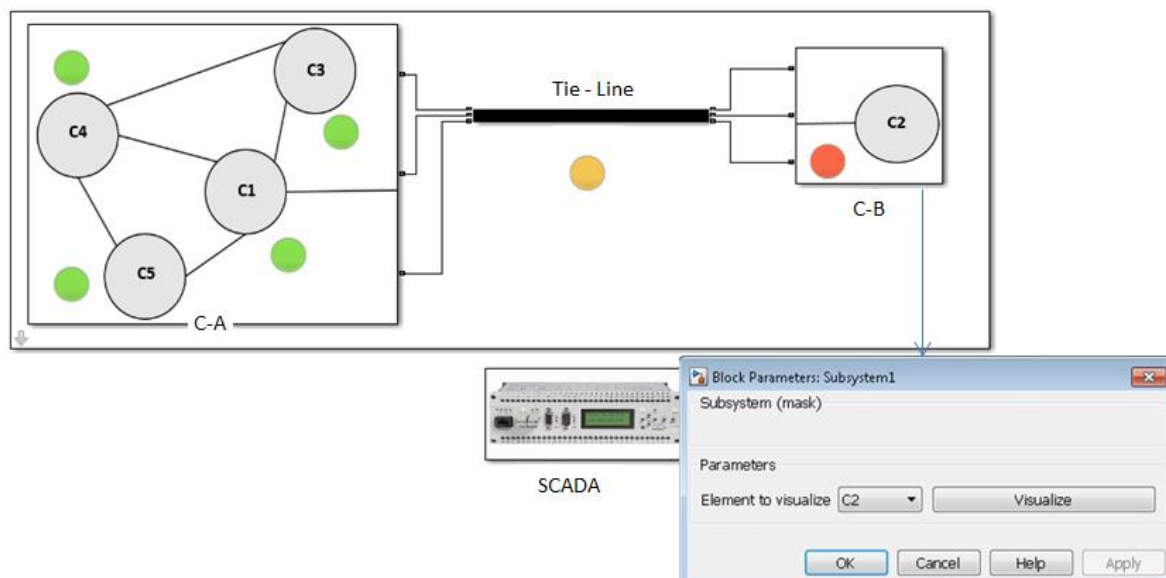 C3
Tie - Line
C4
C2
C1
C-B
C5
C-A
Block Parameters: Subsystem1
Subsystem (mask)
Parameters
Element to visualize C2 Visualize
SCADA
OK Cancel Help Apply